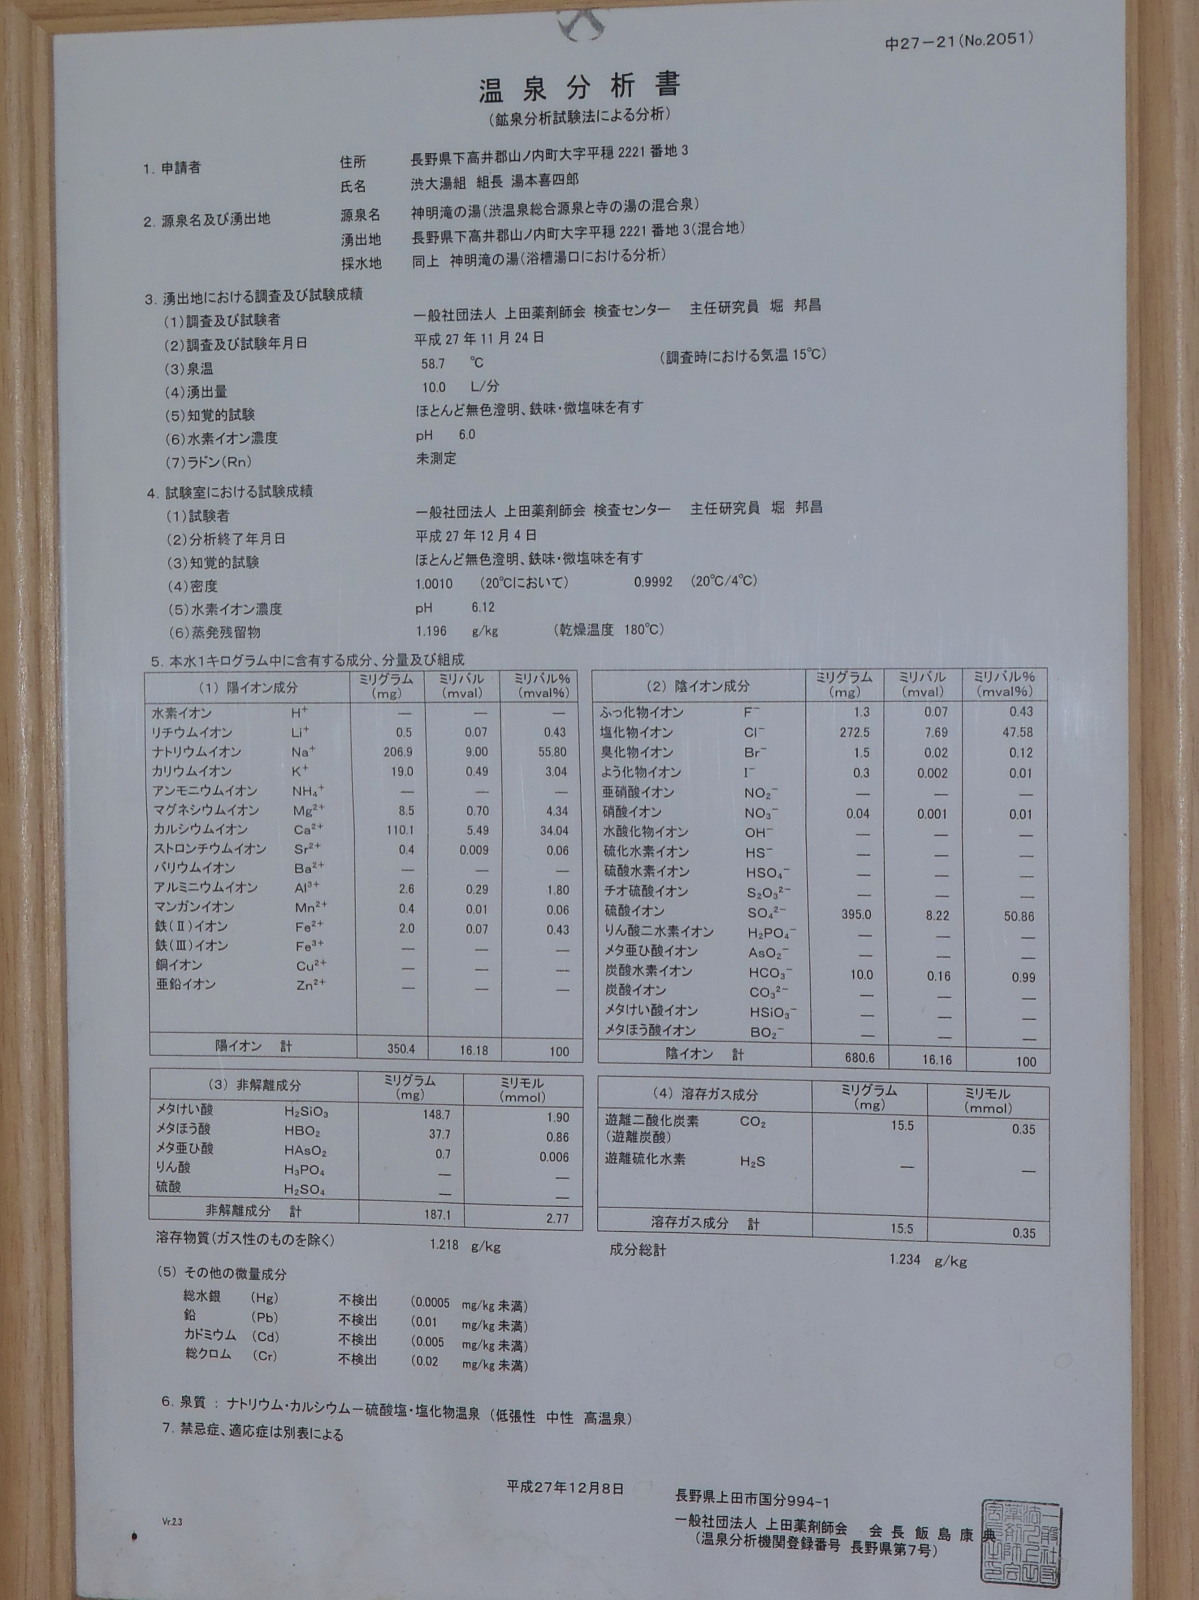 中27－21(No.2051)
温泉分析書
(鉱泉分析試験法による分析)
1. 申請者 住所 長野県下高井郡山ノ内町大字平穏 2221 番地 3
氏名 渋大湯組 組長 湯本喜四郎
2. 源泉名及び湧出地 源泉名 神明滝の湯(渋温泉総合源泉と寺の湯の混合泉)
湧出地 長野県下高井郡山ノ内町大字平穏 2221 番地 3(混合地)
採水地 同上 神明滝の湯(浴槽湯口における分析)
3. 湧出地における調査及び試験成績
(1)調査及び試験者 一般社団法人 上田薬剤師会 検査センター 主任研究員 堀 邦昌
(2)調査及び試験年月日 平成 27 年 11 月 24 日
(3)泉温 58.7 ℃ (調査時における気温 15℃)
(4)湧出量 10.0 L/分
(5)知覚的試験 ほとんど無色澄明、鉄味・微塩味を有す
(6)水素イオン濃度 pH 6.0
(7)ラドン(Rn) 未測定
4. 試験室における試験成績
(1)試験者 一般社団法人 上田薬剤師会 検査センター 主任研究員 堀 邦昌
(2)分析終了年月日 平成 27 年 12 月 4 日
(3)知覚的試験 ほとんど無色澄明、鉄味・微塩味を有す
(4)密度 1.0010 (20℃において) 0.9992 (20℃/4℃)
(5)水素イオン濃度 pH 6.12
(6)蒸発残留物 1.196 g/kg (乾燥温度 180℃)
5. 本水1キログラム中に含有する成分、分量及び組成
(1) 陽イオン成分 ミリグラム(mg) ミリバル(mval) ミリバル%(mval%)
水素イオン H⁺ — — —
リチウムイオン Li⁺ 0.5 0.07 0.43
ナトリウムイオン Na⁺ 206.9 9.00 55.80
カリウムイオン K⁺ 19.0 0.49 3.04
アンモニウムイオン NH₄⁺ — — —
マグネシウムイオン Mg²⁺ 8.5 0.70 4.34
カルシウムイオン Ca²⁺ 110.1 5.49 34.04
ストロンチウムイオン Sr²⁺ 0.4 0.009 0.06
バリウムイオン Ba²⁺ — — —
アルミニウムイオン Al³⁺ 2.6 0.29 1.80
マンガンイオン Mn²⁺ 0.4 0.01 0.06
鉄(Ⅱ)イオン Fe²⁺ 2.0 0.07 0.43
鉄(Ⅲ)イオン Fe³⁺ — — —
銅イオン Cu²⁺ — — —
亜鉛イオン Zn²⁺ — — —
陽イオン 計 350.4 16.18 100
(2) 陰イオン成分 ミリグラム(mg) ミリバル(mval) ミリバル%(mval%)
ふっ化物イオン F⁻ 1.3 0.07 0.43
塩化物イオン Cl⁻ 272.5 7.69 47.58
臭化物イオン Br⁻ 1.5 0.02 0.12
よう化物イオン I⁻ 0.3 0.002 0.01
亜硝酸イオン NO₂⁻ — — —
硝酸イオン NO₃⁻ 0.04 0.001 0.01
水酸化物イオン OH⁻ — — —
硫化水素イオン HS⁻ — — —
硫酸水素イオン HSO₄⁻ — — —
チオ硫酸イオン S₂O₃²⁻ — — —
硫酸イオン SO₄²⁻ 395.0 8.22 50.86
りん酸二水素イオン H₂PO₄⁻ — — —
メタ亜ひ酸イオン AsO₂⁻ — — —
炭酸水素イオン HCO₃⁻ 10.0 0.16 0.99
炭酸イオン CO₃²⁻ — — —
メタけい酸イオン HSiO₃⁻ — — —
メタほう酸イオン BO₂⁻ — — —
陰イオン 計 680.6 16.16 100
(3) 非解離成分 ミリグラム(mg) ミリモル(mmol)
メタけい酸 H₂SiO₃ 148.7 1.90
メタほう酸 HBO₂ 37.7 0.86
メタ亜ひ酸 HAsO₂ 0.7 0.006
りん酸 H₃PO₄ — —
硫酸 H₂SO₄ — —
非解離成分 計 187.1 2.77
(4) 溶存ガス成分 ミリグラム(mg) ミリモル(mmol)
遊離二酸化炭素 CO₂ 15.5 0.35
(遊離炭酸)
遊離硫化水素 H₂S — —
溶存ガス成分 計 15.5 0.35
溶存物質(ガス性のものを除く) 1.218 g/kg 成分総計 1.234 g/kg
(5) その他の微量成分
総水銀 (Hg) 不検出 (0.0005 mg/kg 未満)
鉛 (Pb) 不検出 (0.01 mg/kg 未満)
カドミウム (Cd) 不検出 (0.005 mg/kg 未満)
総クロム (Cr) 不検出 (0.02 mg/kg 未満)
6. 泉質 : ナトリウム・カルシウム－硫酸塩・塩化物温泉 (低張性 中性 高温泉)
7. 禁忌症、適応症は別表による
平成27年12月8日
長野県上田市国分994-1
一般社団法人 上田薬剤師会 会長 飯島康典
(温泉分析機関登録番号 長野県第7号)
Vr.2.3